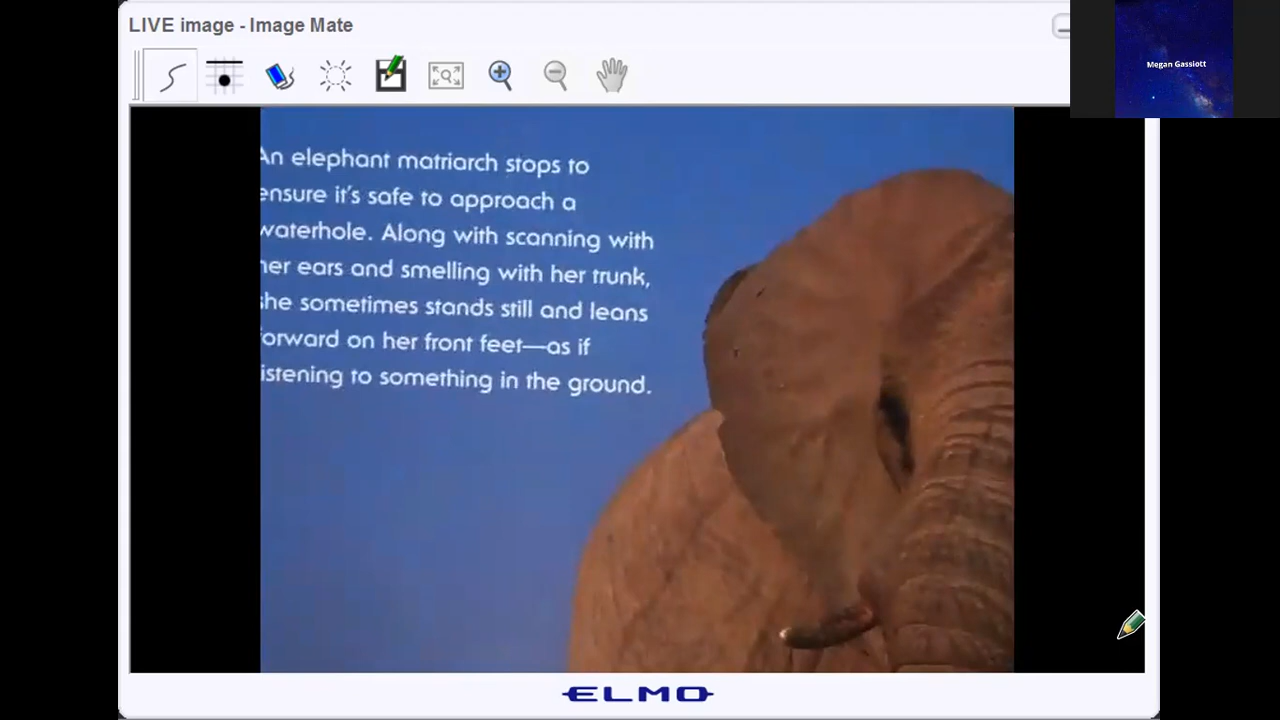 LIVE image - Image Mate
Megan Gassiott
An elephant matriarch stops to
ensure it's safe to approach a
waterhole. Along with scanning with
her ears and smelling with her trunk,
she sometimes stands still and leans
forward on her front feet—as if
listening to something in the ground.
ELMO